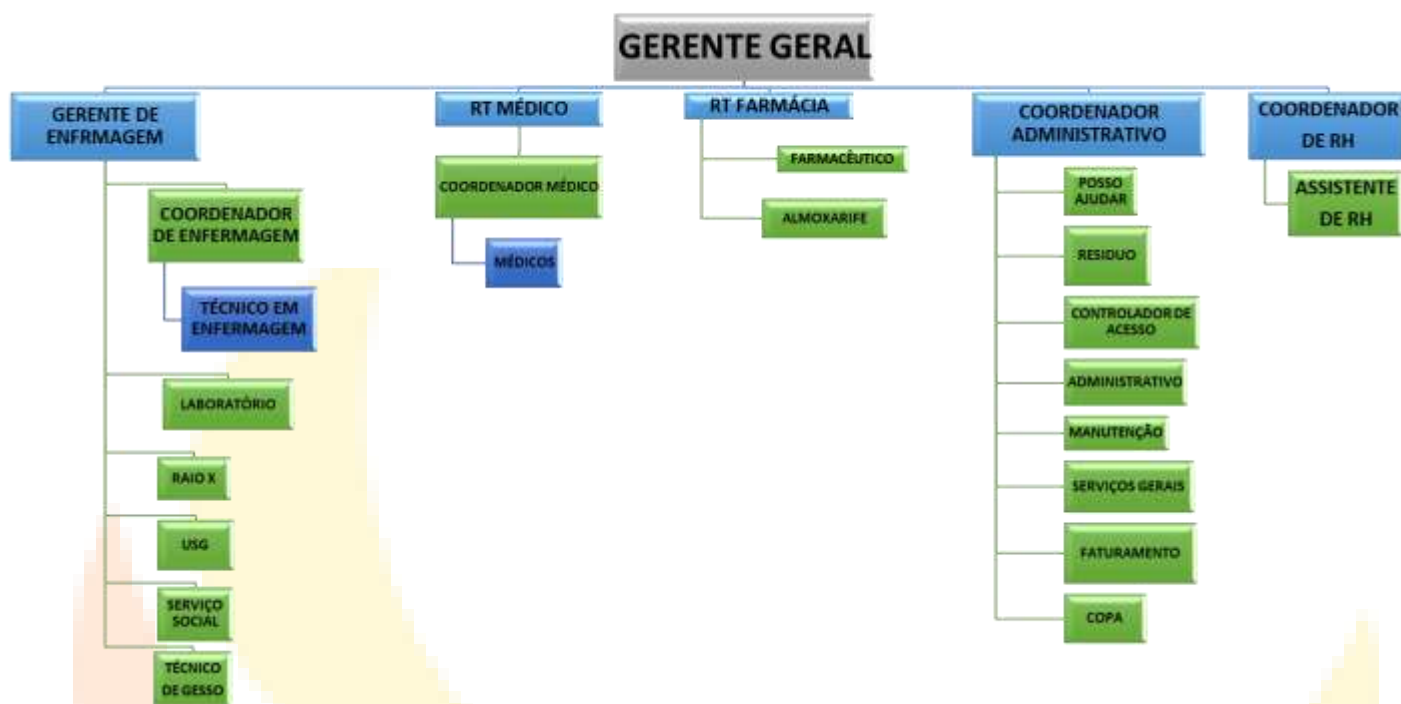 GERENTE GERAL
GERENTE DE
ENFRMAGEM
COORDENADOR
DE ENFERMAGEM
TÉCNICO EM
ENFERMAGEM
LABORATÓRIO
RAIO X
USG
SERVIÇO
SOCIAL
TÉCNICO
DE GESSO
RT MÉDICO
COORDENADOR MÉDICO
MÉDICOS
RT FARMÁCIA
FARMACÊUTICO
ALMOXARIFE
COORDENADOR
ADMINISTRATIVO
POSSO
AJUDAR
RESIDUO
CONTROLADOR DE
ACESSO
ADMINISTRATIVO
MANUTENÇÃO
SERVIÇOS GERAIS
FATURAMENTO
COPA
COORDENADOR
DE RH
ASSISTENTE
DE RH